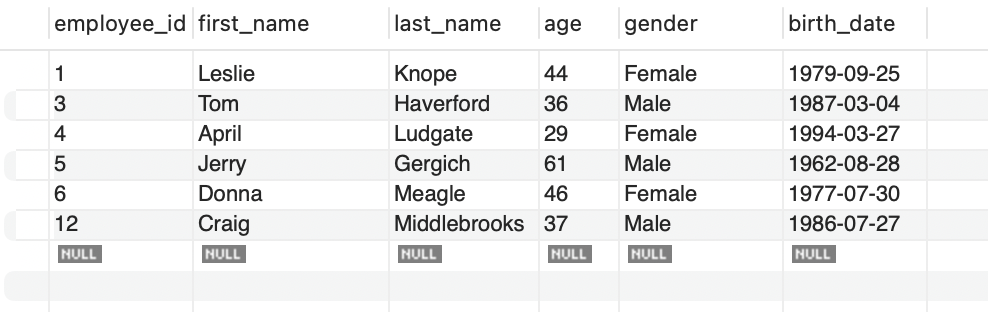 employee_id first_name last_name age gender birth_date
1 Leslie Knope 44 Female 1979-09-25
3 Tom Haverford 36 Male 1987-03-04
4 April Ludgate 29 Female 1994-03-27
5 Jerry Gergich 61 Male 1962-08-28
6 Donna Meagle 46 Female 1977-07-30
12 Craig Middlebrooks 37 Male 1986-07-27
NULL NULL NULL NULL NULL NULL